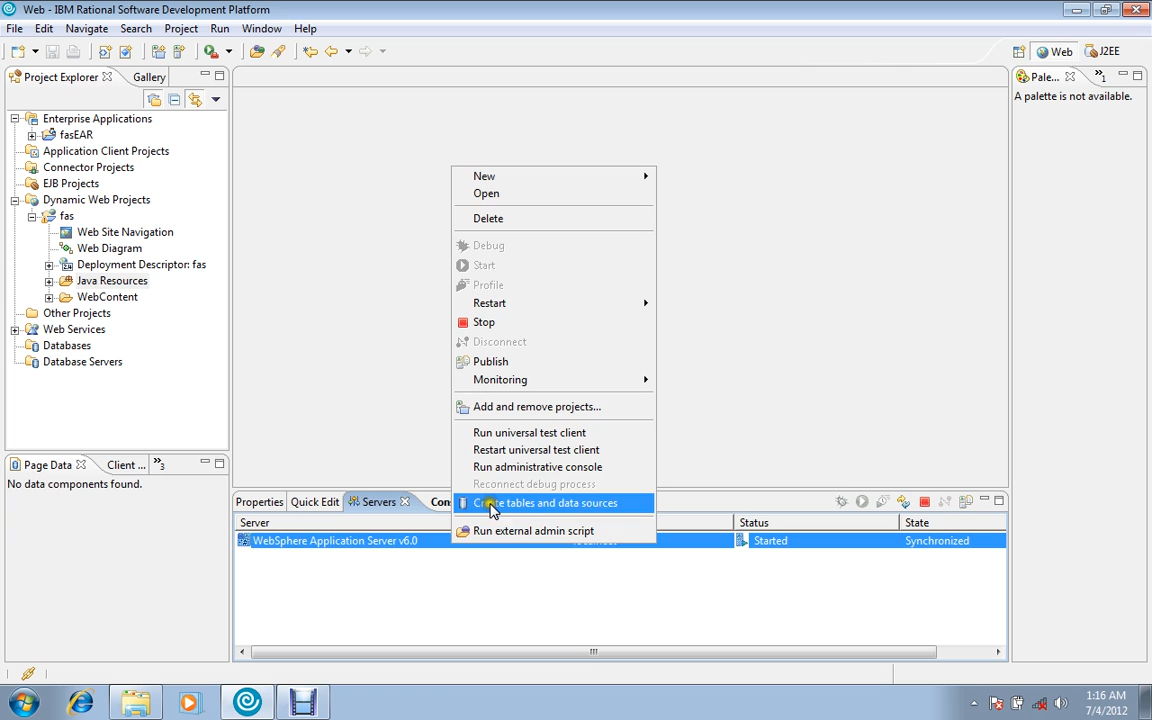 Web - IBM Rational Software Development Platform
File Edit Navigate Search Project Run Window Help
Web J2EE
Project Explorer Gallery
Pale... 1
A palette is not available.
Enterprise Applications
fasEAR
Application Client Projects
Connector Projects
EJB Projects
Dynamic Web Projects
fas
Web Site Navigation
Web Diagram
Deployment Descriptor: fas
Java Resources
WebContent
Other Projects
Web Services
Databases
Database Servers
New
Open
Delete
Debug
Start
Profile
Restart
Stop
Disconnect
Publish
Monitoring
Add and remove projects...
Run universal test client
Restart universal test client
Run administrative console
Reconnect debug process
tables and data sources
Run external admin script
Page Data Client ... 3
No data components found.
Properties Quick Edit Servers
Server Status State
WebSphere Application Server v6.0 Started Synchronized
1:16 AM
7/4/2012